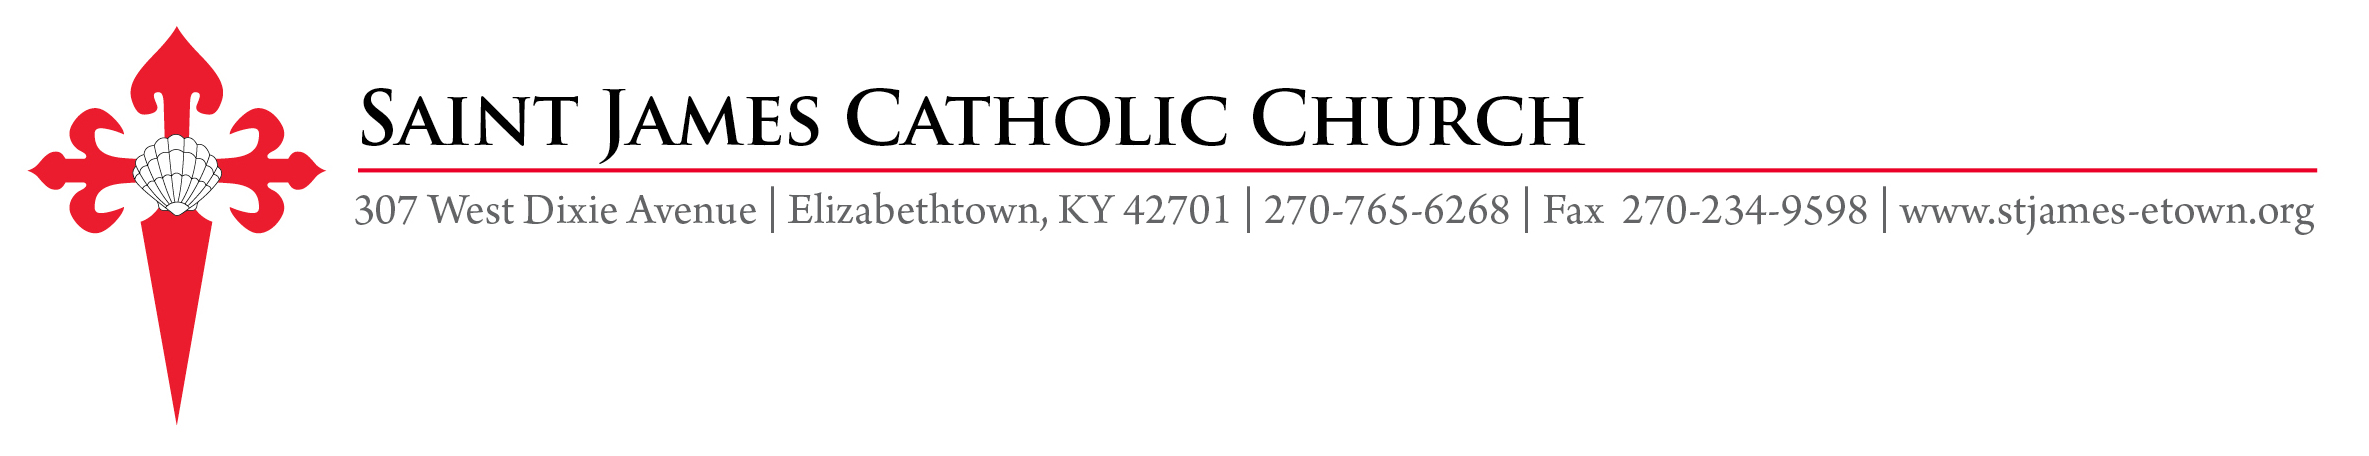 Saint James Catholic Church
307 West Dixie Avenue | Elizabethtown, KY 42701 | 270-765-6268 | Fax 270-234-9598 | www.stjames-etown.org